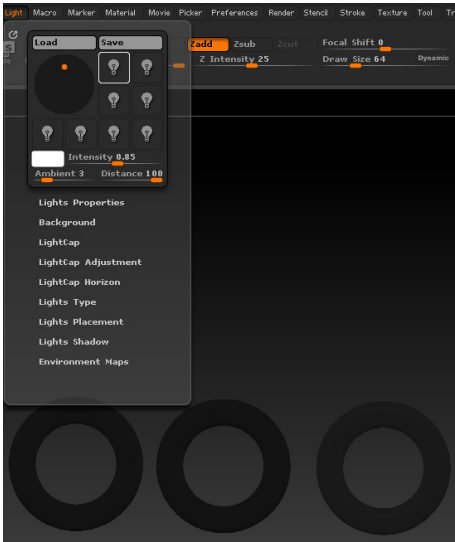 Light Macro Marker Material Movie Picker Preferences Render Stencil Stroke Texture Tool Tr
S
Load Save
Zadd Zsub Zcut
Focal Shift 0
Z Intensity 25
Draw Size 64
Dynamic
Intensity 0.85
Ambient 3 Distance 100
Lights Properties
Background
LightCap
LightCap Adjustment
LightCap Horizon
Lights Type
Lights Placement
Lights Shadow
Environment Maps